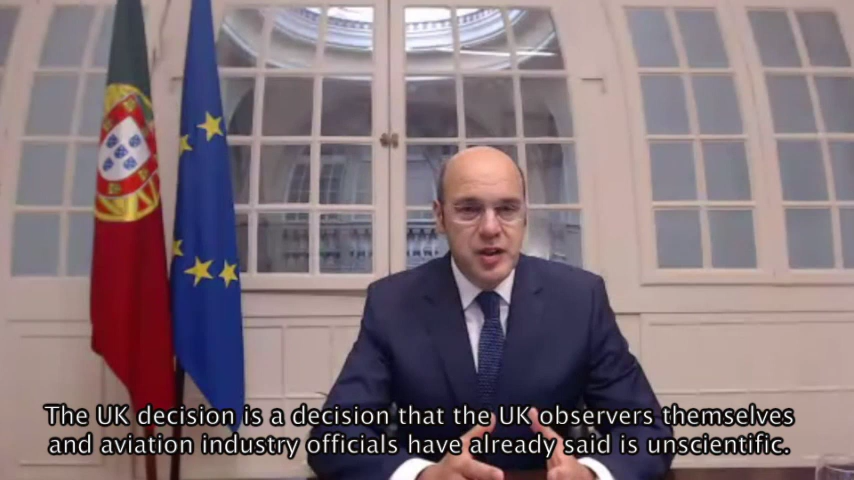 The UK decision is a decision that the UK observers themselves
and aviation industry officials have already said is unscientific.